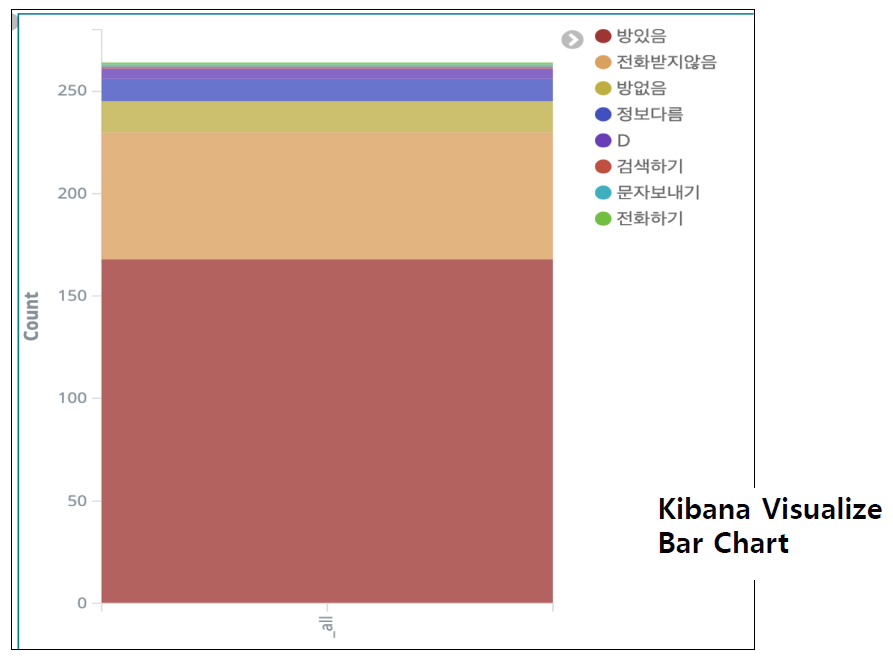 방있음
전화받지않음
방없음
정보다름
D
검색하기
문자보내기
전화하기
250
200
150
100
50
0
Count
_all
Kibana Visualize
Bar Chart